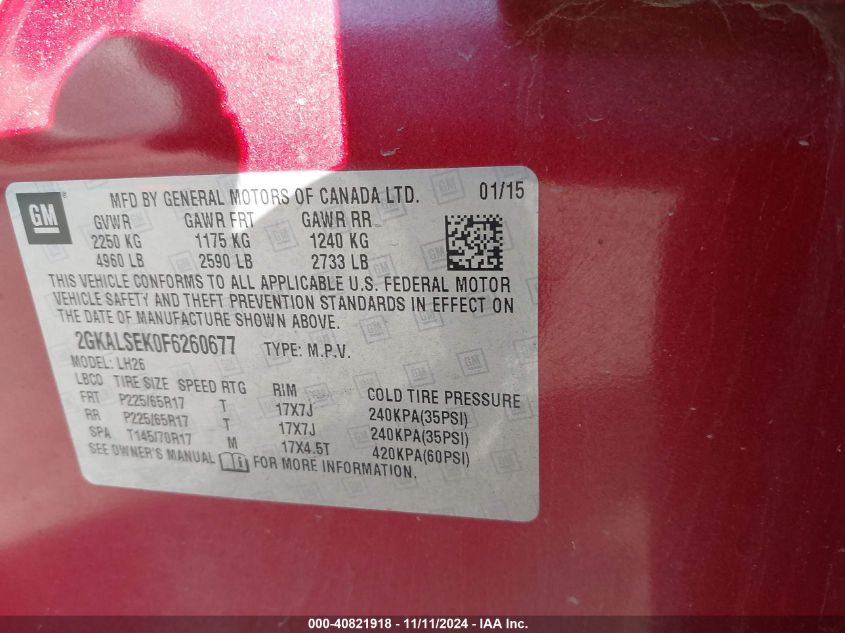 GM
MFD BY GENERAL MOTORS OF CANADA LTD. 01/15
GVWR GAWR FRT GAWR RR
2250 KG 1175 KG 1240 KG
4960 LB 2590 LB 2733 LB
THIS VEHICLE CONFORMS TO ALL APPLICABLE U.S. FEDERAL MOTOR
VEHICLE SAFETY AND THEFT PREVENTION STANDARDS IN EFFECT ON
THE DATE OF MANUFACTURE SHOWN ABOVE.
2GKALSEK0F6260677 TYPE: M.P.V.
MODEL: LH26
LBCO TIRE SIZE SPEED RTG RIM COLD TIRE PRESSURE
FRT P225/65R17 T 17X7J 240KPA(35PSI)
RR P225/65R17 T 17X7J 240KPA(35PSI)
SPA T145/70R17 M 17X4.5T 420KPA(60PSI)
SEE OWNER'S MANUAL FOR MORE INFORMATION.
000-40821918 - 11/11/2024 - IAA Inc.